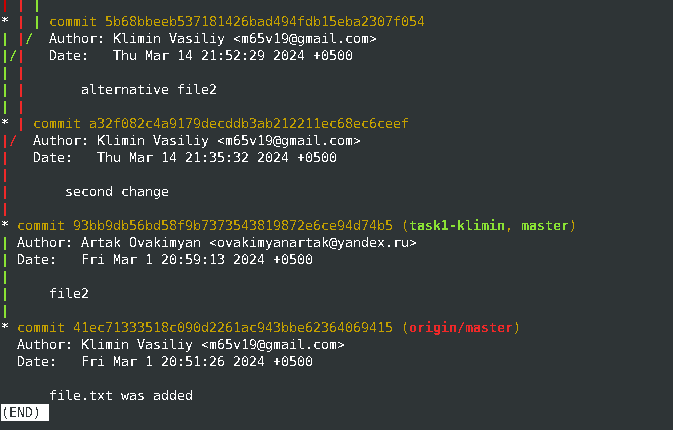 * | | commit 5b68bbeeb537181426bad494fdb15eba2307f054
| |/ Author: Klimin Vasiliy <m65v19@gmail.com>
|/| Date: Thu Mar 14 21:52:29 2024 +0500
| | alternative file2
* | commit a32f082c4a9179decddb3ab212211ec68ec6ceef
|/ Author: Klimin Vasiliy <m65v19@gmail.com>
| Date: Thu Mar 14 21:35:32 2024 +0500
| second change
* commit 93bb9db56bd58f9b7373543819872e6ce94d74b5 (task1-klimin, master)
| Author: Artak Ovakimyan <ovakimyanartak@yandex.ru>
| Date: Fri Mar 1 20:59:13 2024 +0500
| file2
* commit 41ec71333518c090d2261ac943bbe62364069415 (origin/master)
Author: Klimin Vasiliy <m65v19@gmail.com>
Date: Fri Mar 1 20:51:26 2024 +0500
file.txt was added
(END)